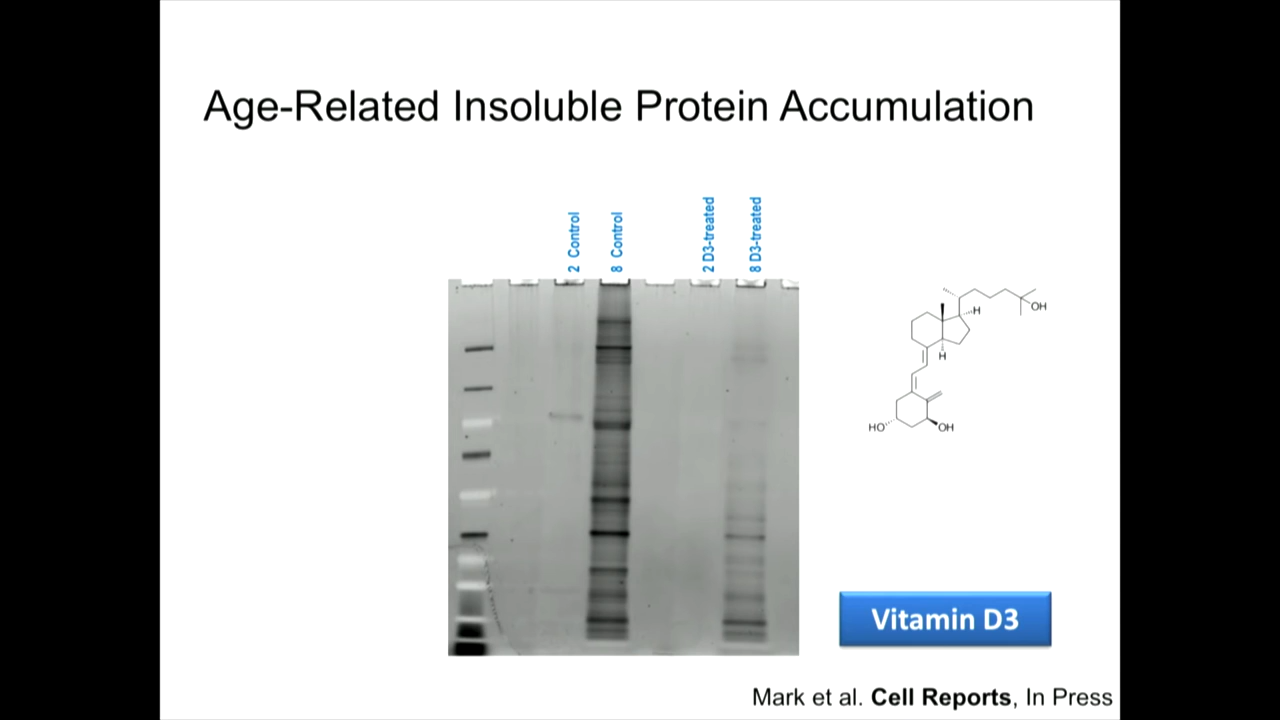 Age-Related Insoluble Protein Accumulation
2 Control
8 Control
2 D3-treated
8 D3-treated
OH
H
H
HO
OH
Vitamin D3
Mark et al. Cell Reports, In Press